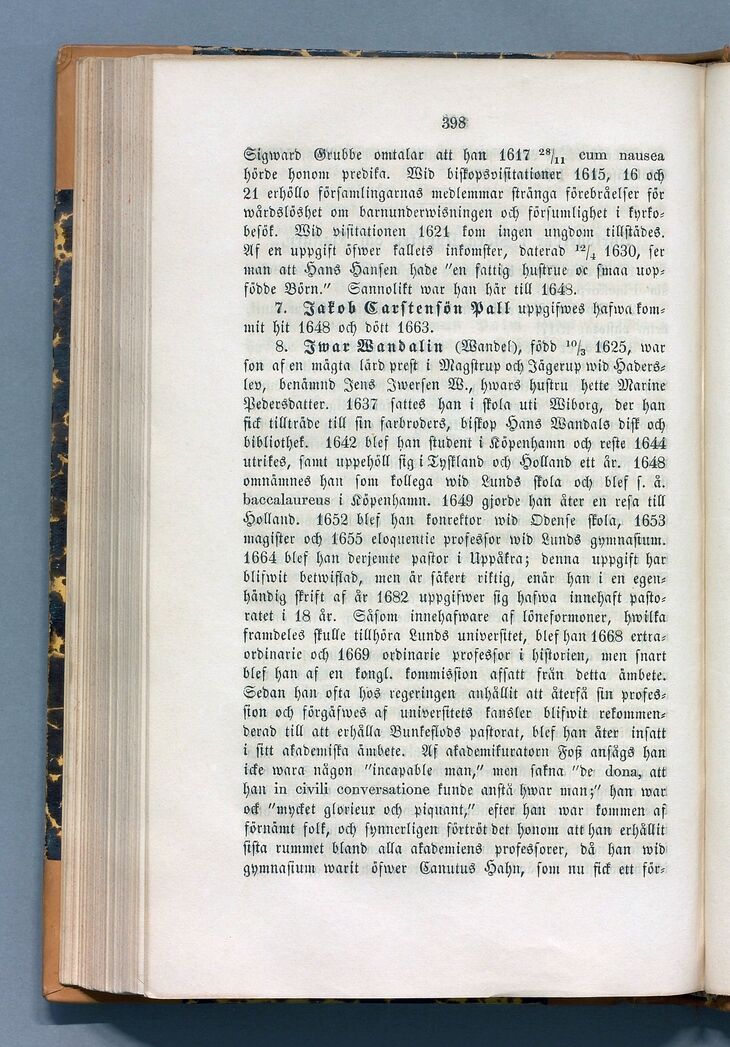 398
Sigward Grubbe omtalar att han 1617 28/11 cum nausea
hörde honom predika. Wid biskopsvisitationer 1615, 16 och
21 erhöllo församlingarnas medlemmar stränga förebråelser för
wårdslöshet om barnunderwisningen och försumlighet i kyrko-
besök. Wid visitationen 1621 kom ingen ungdom tillstädes.
Af en uppgift öfwer kallets inkomster, daterad 12/4 1630, ser
man att Hans Hansen hade "en fattig hustrue oc smaa uop-
födde Börn." Sannolikt war han här till 1648.
7. Jakob Carstensön Pall uppgifwes hafwa kom-
mit hit 1648 och dött 1663.
8. Iwar Wandalin (Wandel), född 10/3 1625, war
son af en mägta lärd prest i Magstrup och Jägerup wid Haders-
lev, benämnd Jens Iwersen W., hwars hustru hette Marine
Pedersdatter. 1637 sattes han i skola uti Wiborg, der han
fick tillträde till sin farbroders, biskop Hans Wandals disk och
bibliothek. 1642 blef han student i Köpenhamn och reste 1644
utrikes, samt uppehöll sig i Tyskland och Holland ett år. 1648
omnämnes han som kollega wid Lunds skola och blef s. å.
baccalaureus i Köpenhamn. 1649 gjorde han åter en resa till
Holland. 1652 blef han konrektor wid Odense skola, 1653
magister och 1655 eloquentie professor wid Lunds gymnasium.
1664 blef han derjemte pastor i Uppåkra; denna uppgift har
blifwit betwiflad, men är säkert riktig, enär han i en egen-
händig skrift af år 1682 uppgifwer sig hafwa innehaft pasto-
ratet i 18 år. Såsom innehafware af löneförmoner, hwilka
framdeles skulle tillhöra Lunds universitet, blef han 1668 extra-
ordinarie och 1669 ordinarie professor i historien, men snart
blef han af en kongl. kommission afsatt från detta ämbete.
Sedan han ofta hos regeringen anhållit att återfå sin profes-
sion och förgäfwes af universitets kansler blifwit rekommen-
derad till att erhålla Bunkeflods pastorat, blef han åter insatt
i sitt akademiska ämbete. Af akademikuratorn Foß ansågs han
icke wara någon "incapable man," men sakna "de dona, att
han in civili conversatione kunde anstå hwar man;" han war
ock "mycket glorieux och piquant," efter han war kommen af
förnämt folk, och synnerligen förtröt det honom att han erhållit
sista rummet bland alla akademiens professorer, då han wid
gymnasium warit öfwer Canutus Hahn, som nu fick ett för-